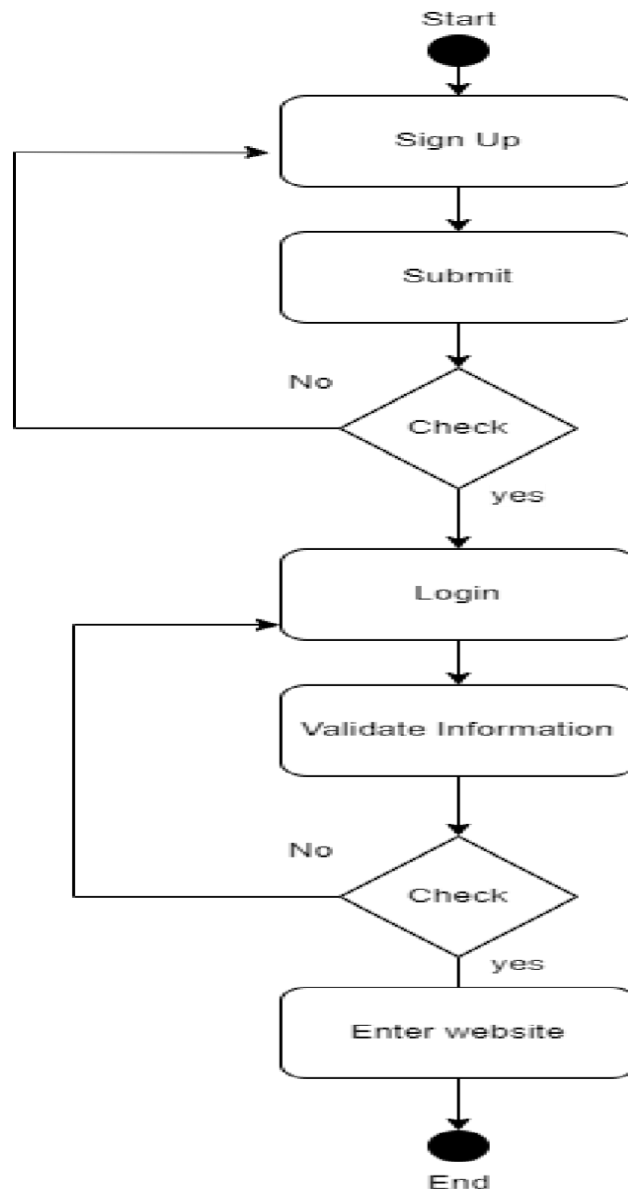 Start
Sign Up
Submit
No
Check
yes
Login
Validate Information
No
Check
yes
Enter website
End